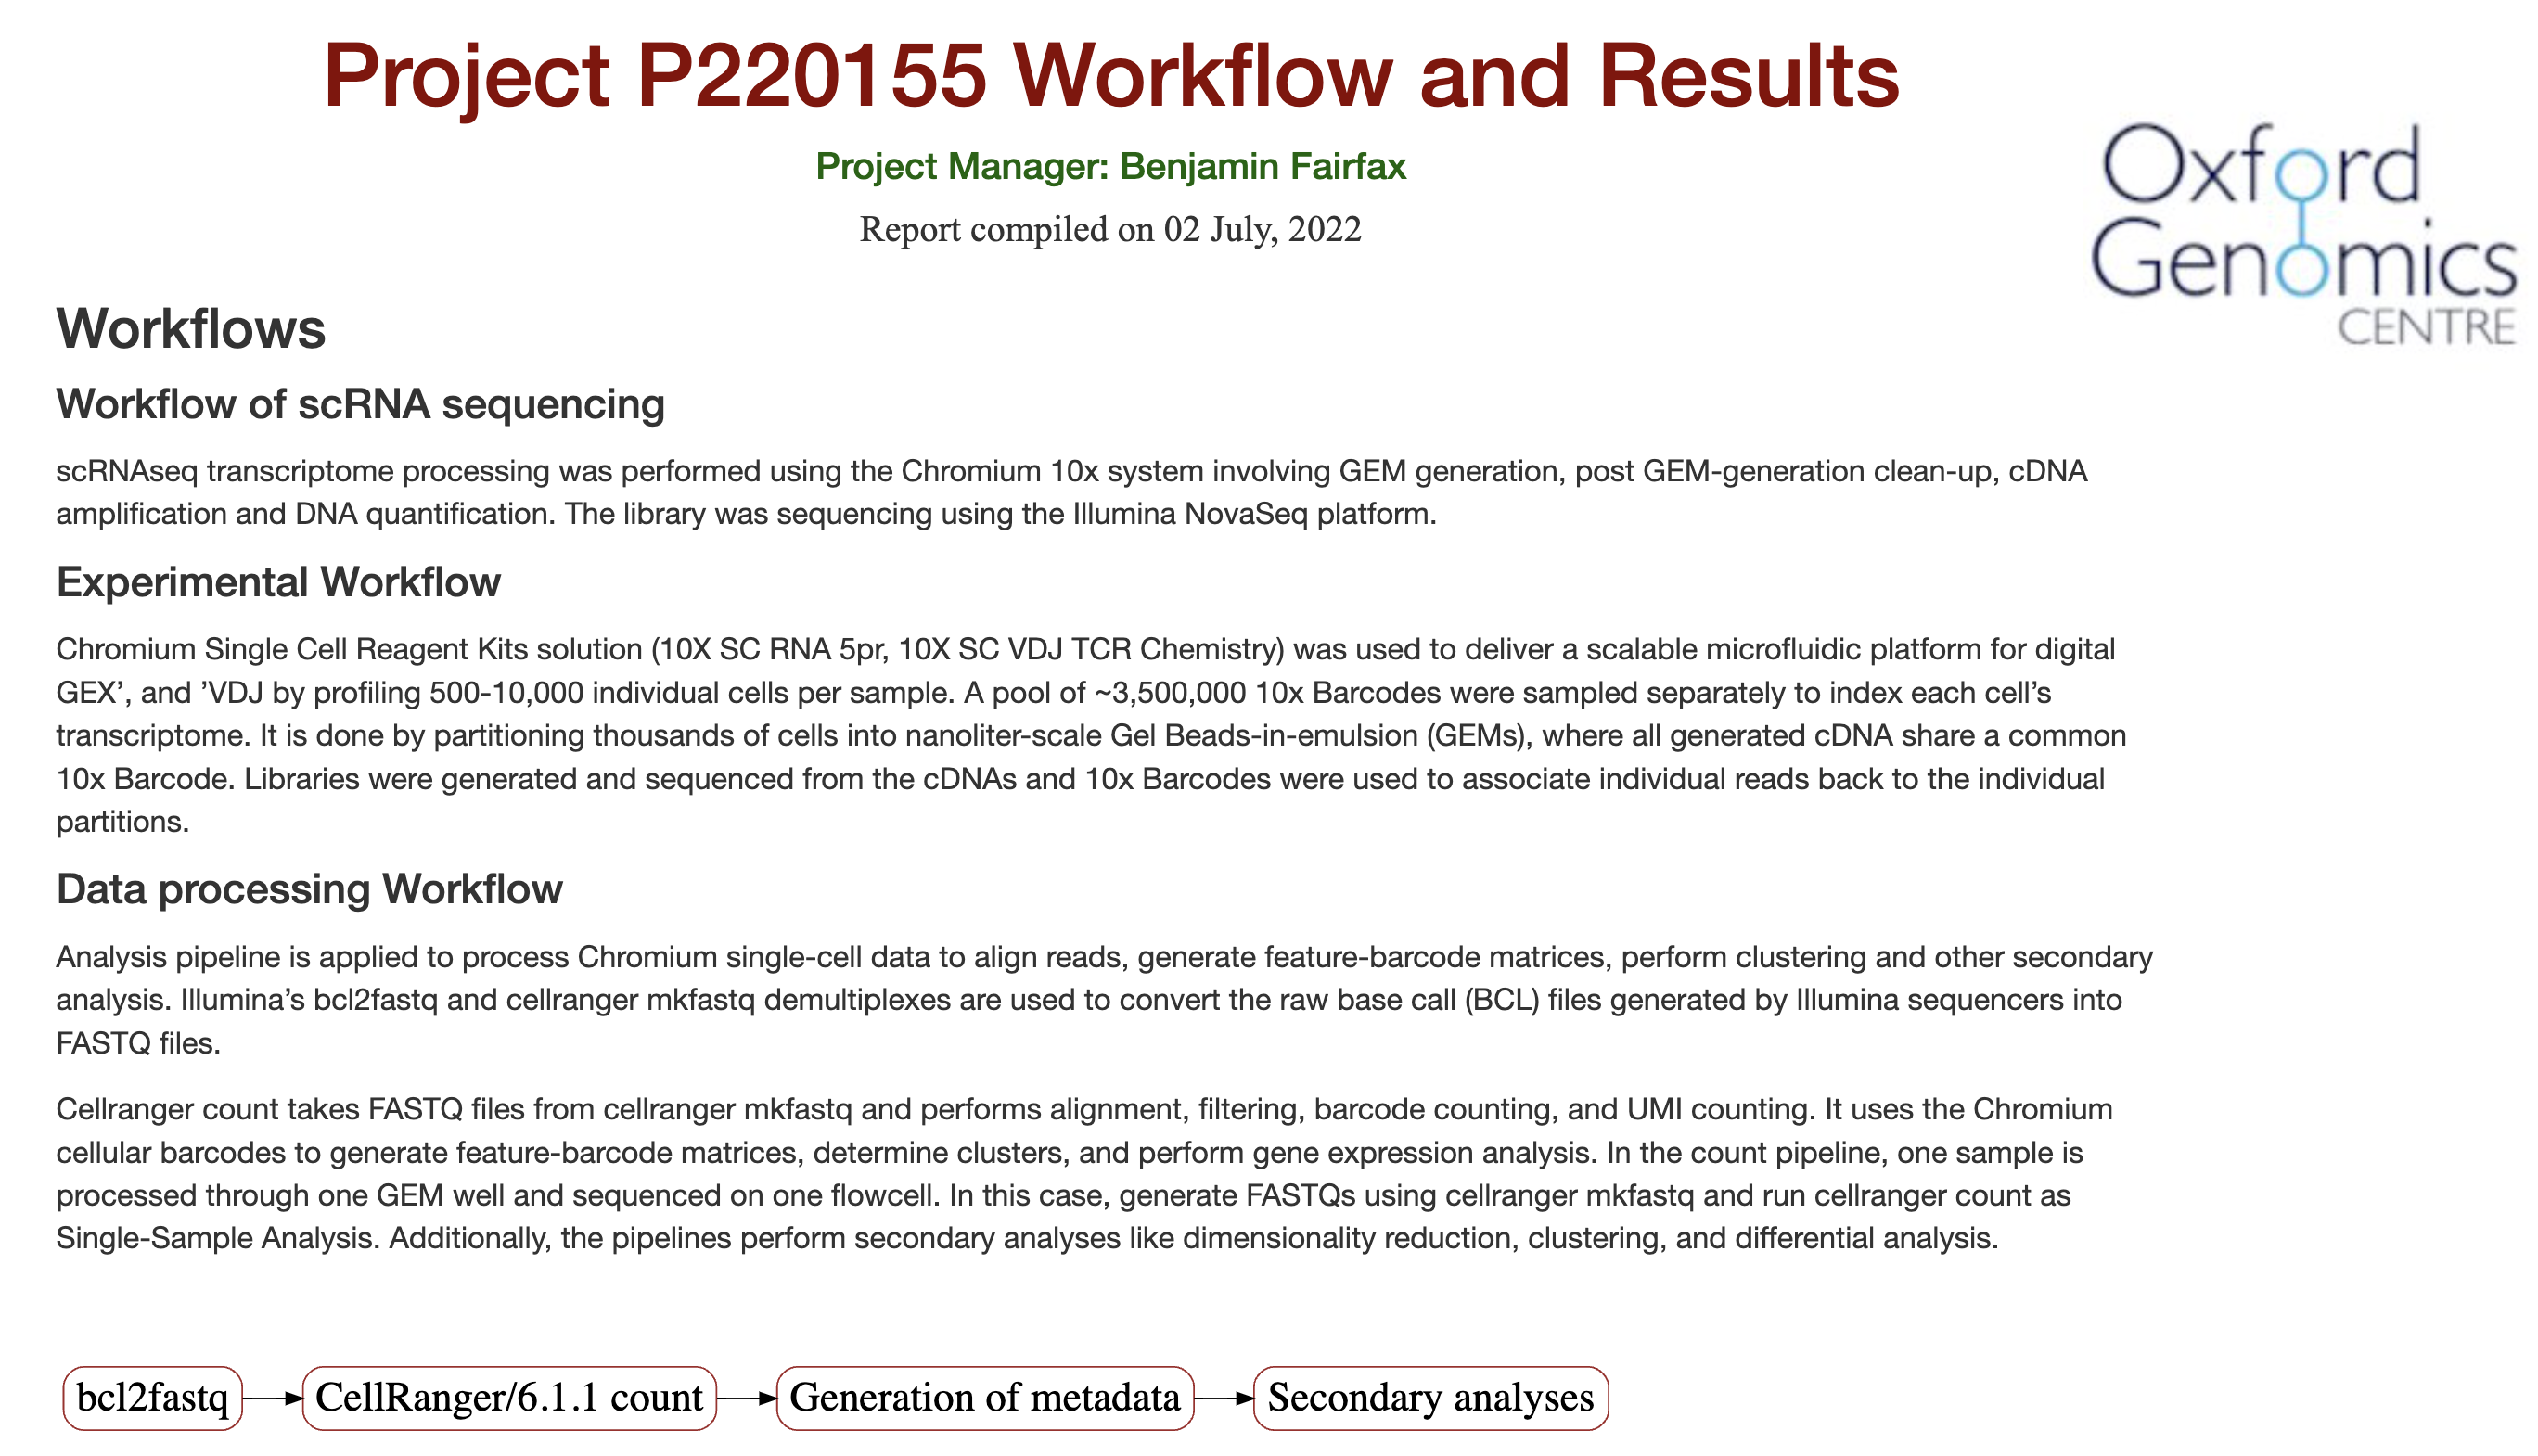 Project P220155 Workflow and Results
Project Manager: Benjamin Fairfax
Report compiled on 02 July, 2022
Oxford
Genomics
CENTRE
Workflows
Workflow of scRNA sequencing
scRNAseq transcriptome processing was performed using the Chromium 10x system involving GEM generation, post GEM-generation clean-up, cDNA
amplification and DNA quantification. The library was sequencing using the Illumina NovaSeq platform.
Experimental Workflow
Chromium Single Cell Reagent Kits solution (10X SC RNA 5pr, 10X SC VDJ TCR Chemistry) was used to deliver a scalable microfluidic platform for digital
GEX’, and ’VDJ by profiling 500-10,000 individual cells per sample. A pool of ~3,500,000 10x Barcodes were sampled separately to index each cell’s
transcriptome. It is done by partitioning thousands of cells into nanoliter-scale Gel Beads-in-emulsion (GEMs), where all generated cDNA share a common
10x Barcode. Libraries were generated and sequenced from the cDNAs and 10x Barcodes were used to associate individual reads back to the individual
partitions.
Data processing Workflow
Analysis pipeline is applied to process Chromium single-cell data to align reads, generate feature-barcode matrices, perform clustering and other secondary
analysis. Illumina’s bcl2fastq and cellranger mkfastq demultiplexes are used to convert the raw base call (BCL) files generated by Illumina sequencers into
FASTQ files.
Cellranger count takes FASTQ files from cellranger mkfastq and performs alignment, filtering, barcode counting, and UMI counting. It uses the Chromium
cellular barcodes to generate feature-barcode matrices, determine clusters, and perform gene expression analysis. In the count pipeline, one sample is
processed through one GEM well and sequenced on one flowcell. In this case, generate FASTQs using cellranger mkfastq and run cellranger count as
Single-Sample Analysis. Additionally, the pipelines perform secondary analyses like dimensionality reduction, clustering, and differential analysis.
bcl2fastq
CellRanger/6.1.1 count
Generation of metadata
Secondary analyses